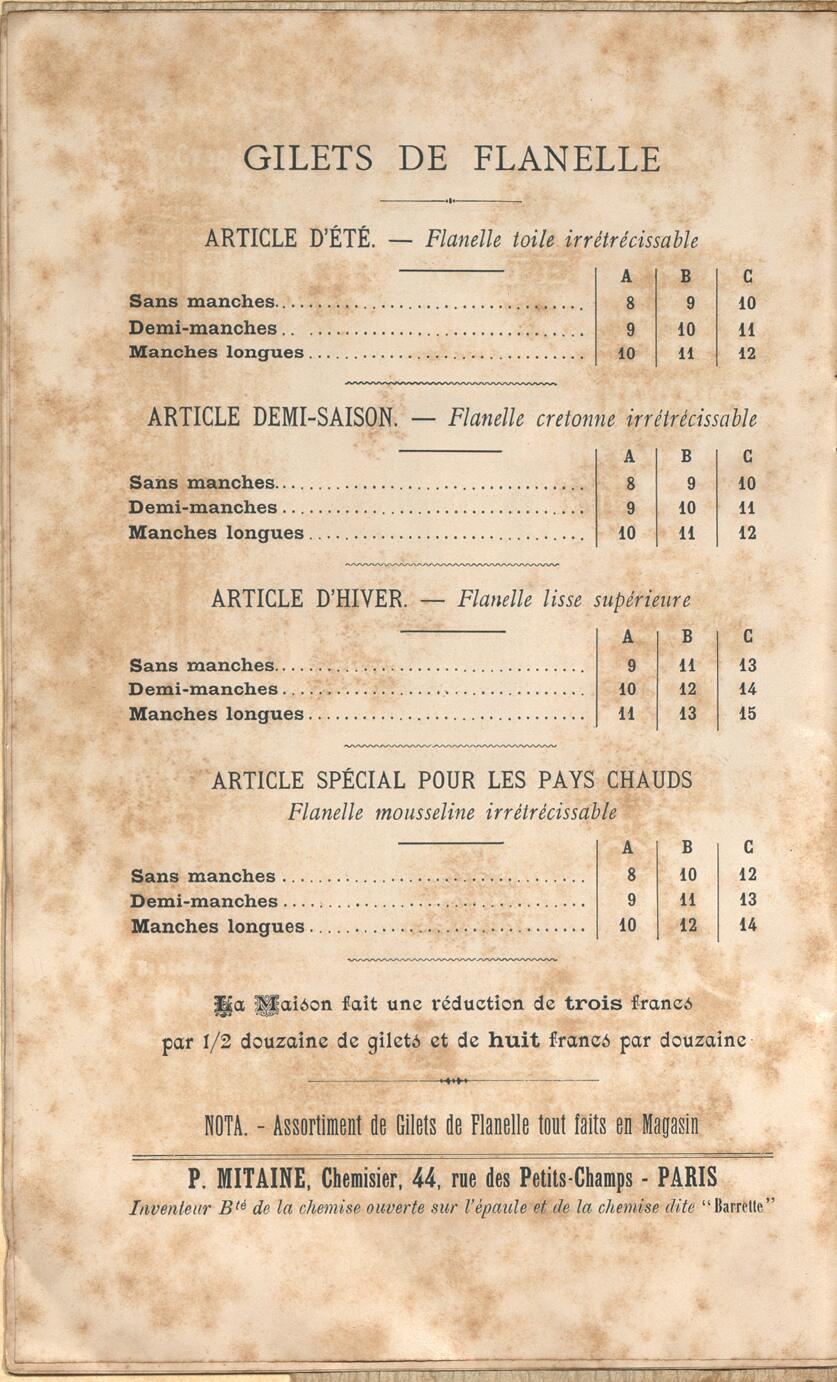 GILETS DE FLANELLE
ARTICLE D'ÉTÉ. — Flanelle toile irrétrécissable
A B C
Sans manches................................ 8 9 10
Demi-manches.. ............................ 9 10 11
Manches longues............................ 10 11 12
ARTICLE DEMI-SAISON. — Flanelle cretonne irrétrécissable
A B C
Sans manches................................ 8 9 10
Demi-manches............................... 9 10 11
Manches longues............................ 10 11 12
ARTICLE D'HIVER. — Flanelle lisse supérieure
A B C
Sans manches................................ 9 11 13
Demi-manches............................... 10 12 14
Manches longues............................ 11 13 15
ARTICLE SPÉCIAL POUR LES PAYS CHAUDS
Flanelle mousseline irrétrécissable
A B C
Sans manches ............................... 8 10 12
Demi-manches............................... 9 11 13
Manches longues............................ 10 12 14
La Maison fait une réduction de trois francs
par 1/2 douzaine de gilets et de huit francs par douzaine
NOTA. - Assortiment de Gilets de Flanelle tout faits en Magasin
P. MITAINE, Chemisier, 44, rue des Petits-Champs - PARIS
Inventeur Bté de la chemise ouverte sur l'épaule et de la chemise dite "Barrette"